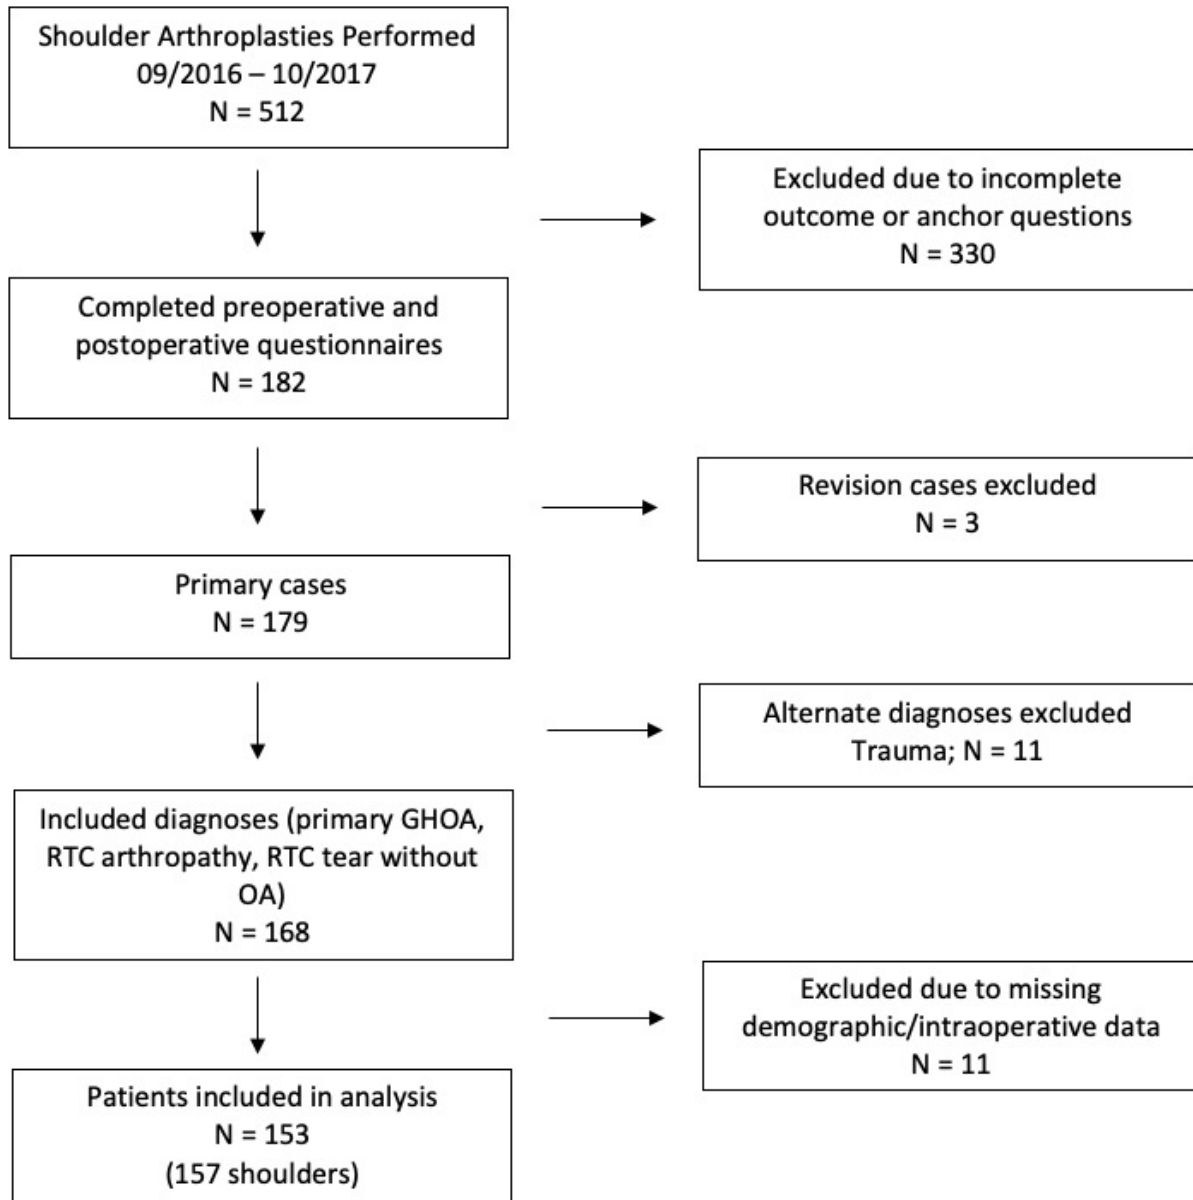 Shoulder Arthroplasties Performed
09/2016 – 10/2017
N = 512
Excluded due to incomplete
outcome or anchor questions
N = 330
Completed preoperative and
postoperative questionnaires
N = 182
Revision cases excluded
N = 3
Primary cases
N = 179
Alternate diagnoses excluded
Trauma; N = 11
Included diagnoses (primary GHOA,
RTC arthropathy, RTC tear without
OA)
N = 168
Excluded due to missing
demographic/intraoperative data
N = 11
Patients included in analysis
N = 153
(157 shoulders)